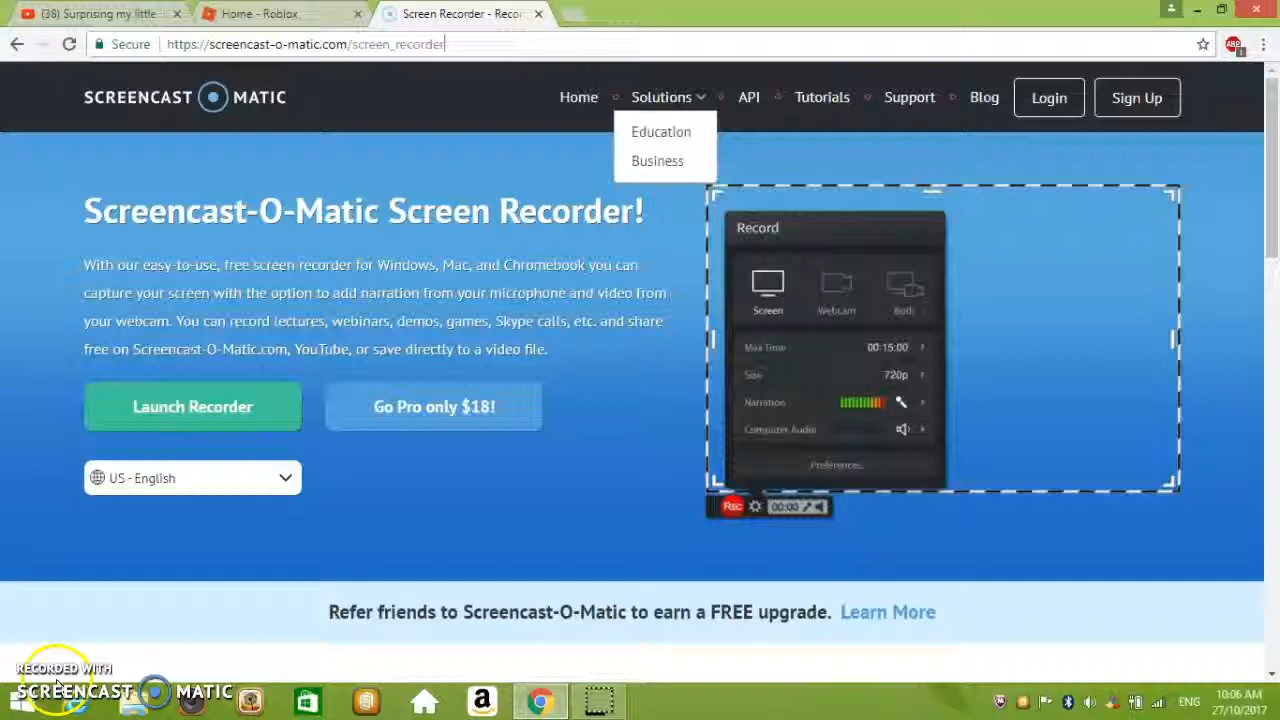 (38) Surprising my little
Home - Roblox
Screen Recorder - Reco
Secure
https://screencast-o-matic.com/screen_recorder
ABP
1
SCREENCAST MATIC
Home
Solutions
API
Tutorials
Support
Blog
Login
Sign Up
Education
Business
Screencast-O-Matic Screen Recorder!
With our easy-to-use, free screen recorder for Windows, Mac, and Chromebook you can
capture your screen with the option to add narration from your microphone and video from
your webcam. You can record lectures, webinars, demos, games, Skype calls, etc. and share
free on Screencast-O-Matic.com, YouTube, or save directly to a video file.
Launch Recorder
Go Pro only $18!
US - English
Record
Screen
Webcam
Both
Max Time 00:15:00
Size 720p
Narration
Computer Audio
Preferences...
Rec 00:00
Refer friends to Screencast-O-Matic to earn a FREE upgrade. Learn More
RECORDED WITH
SCREENCAST MATIC
a
ENG
10:06 AM
27/10/2017